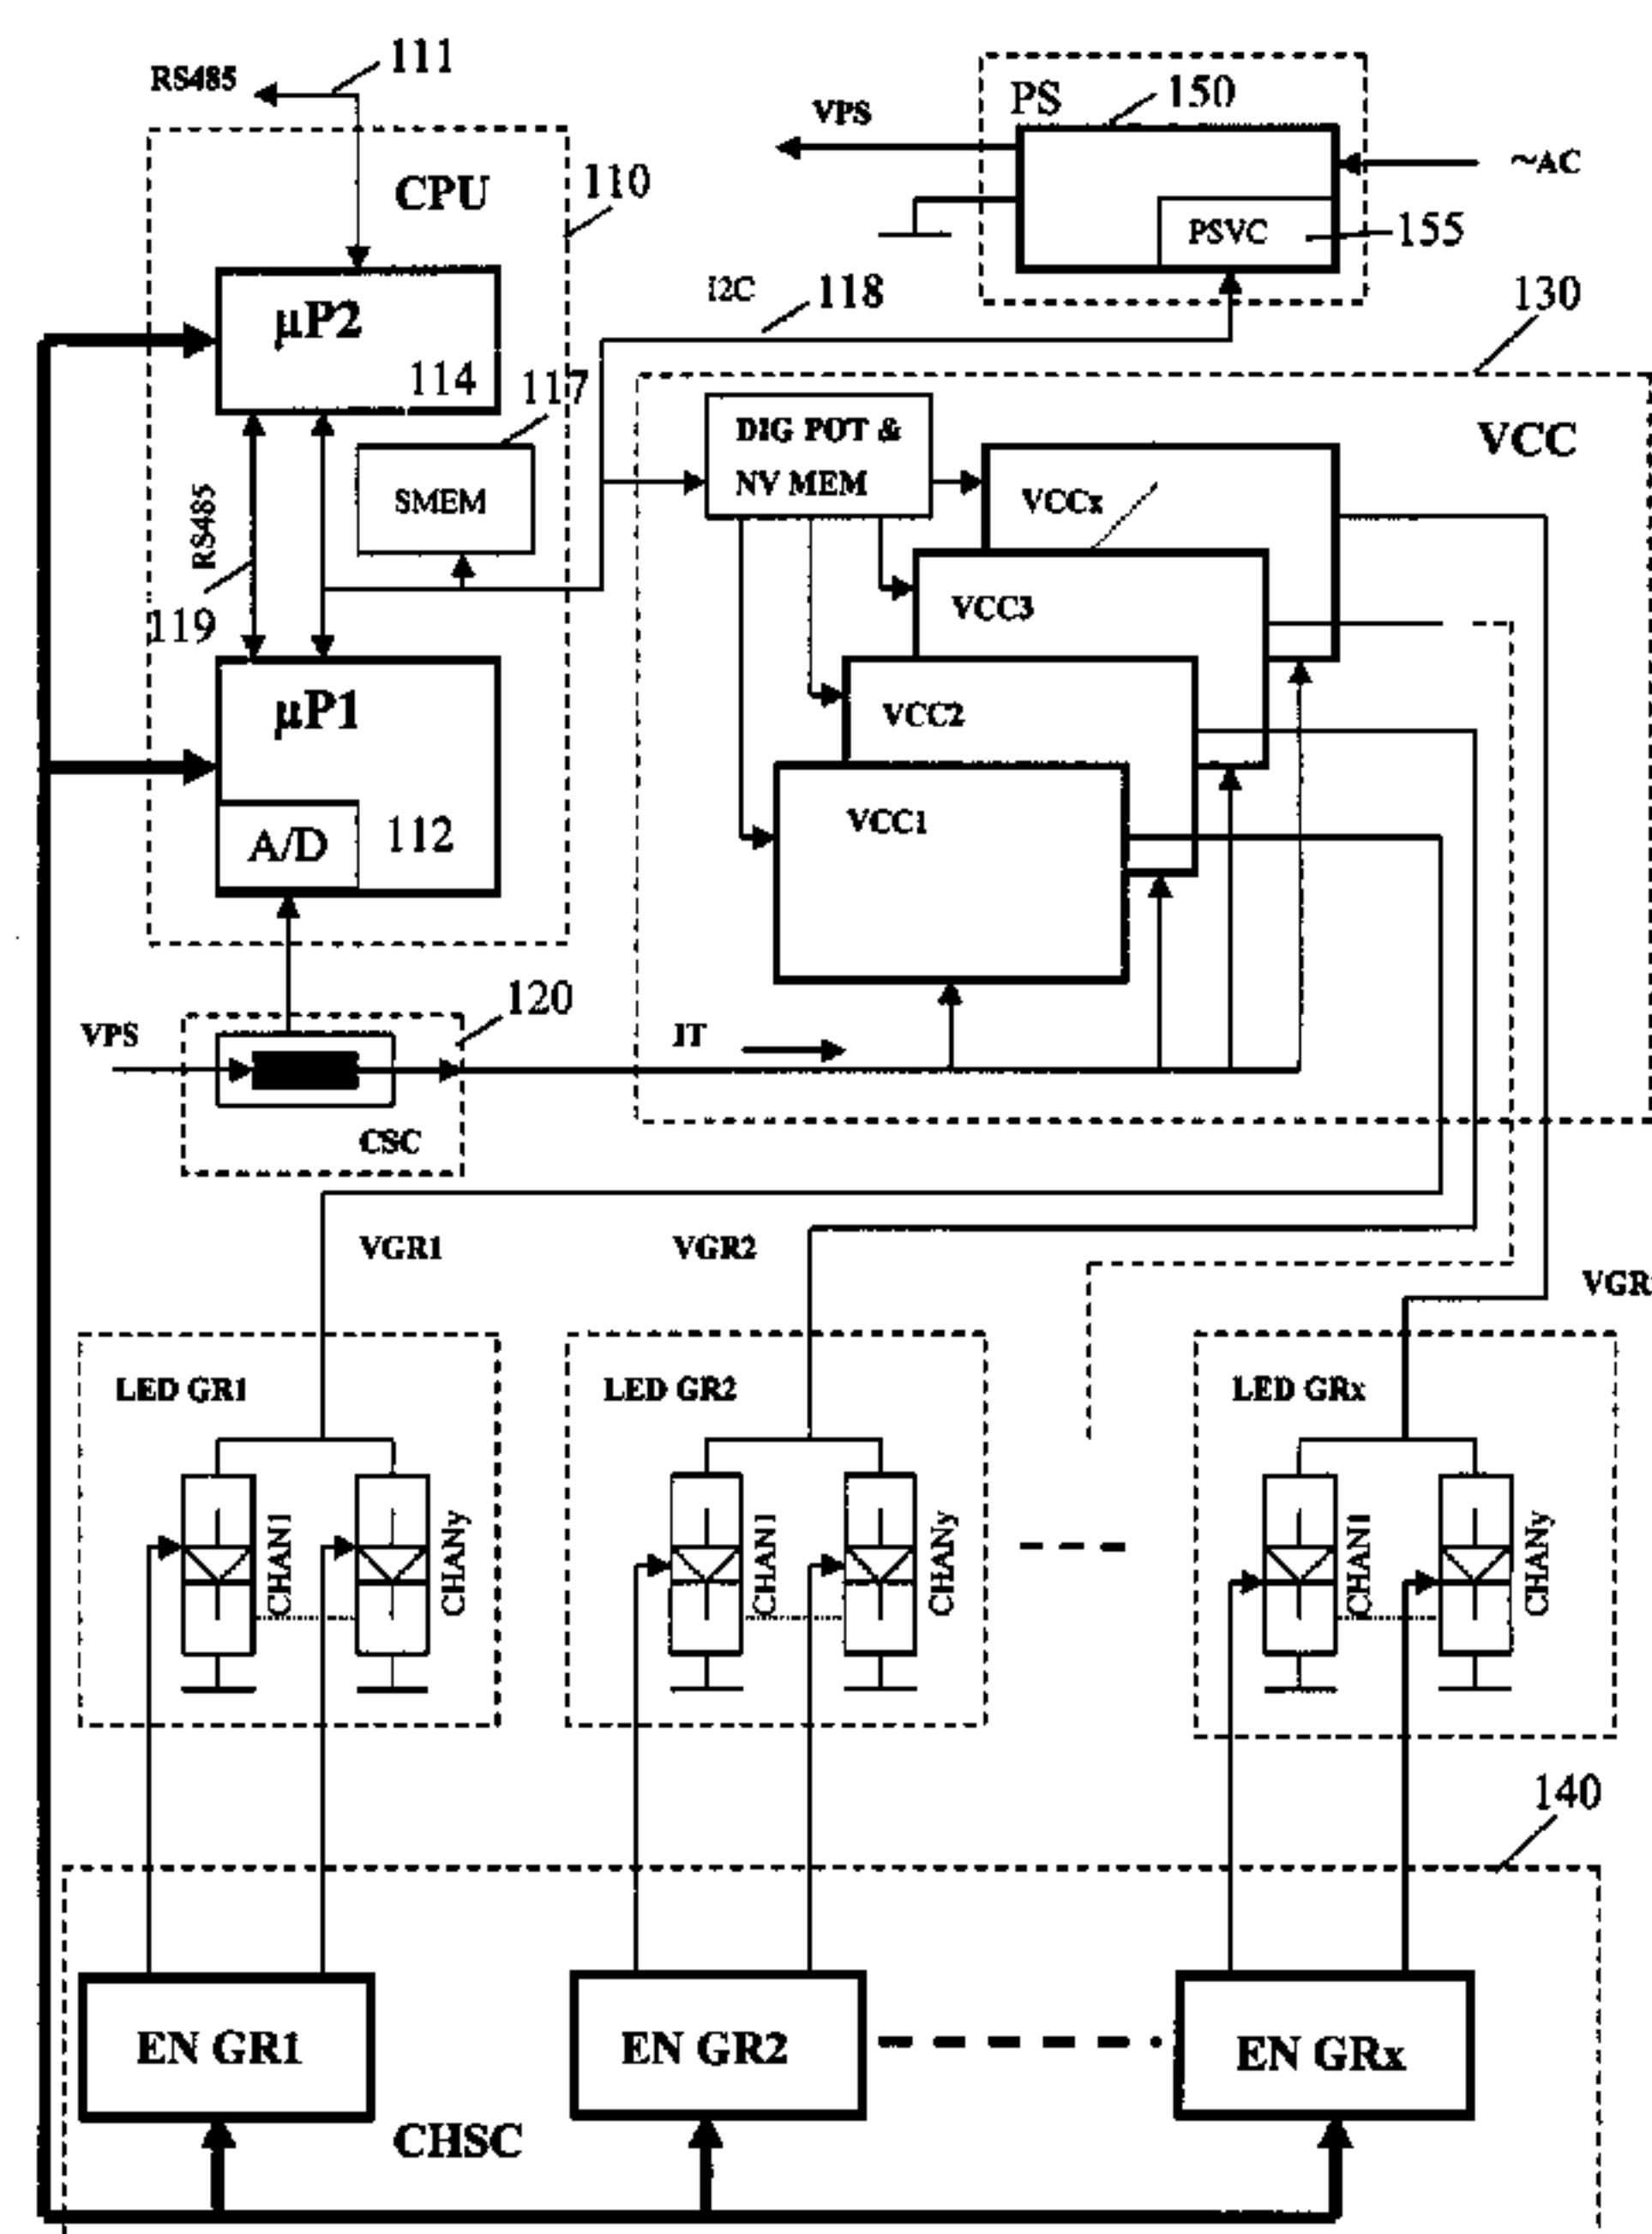 RS485
111
PS
150
VPS
~AC
CPU
110
PSVC
155
I2C
118
130
µP2
114
117
DIG POT &
NV MEM
VCC
SMEM
VCCx
RS485
119
VCC3
µP1
VCC2
A/D
112
VCC1
120
VPS
IT
CSC
VGR1
VGR2
VGR
LED GR1
LED GR2
LED GRx
CHAN1
CHANy
CHAN1
CHANy
CHAN1
CHANy
140
EN GR1
EN GR2
EN GRx
CHSC